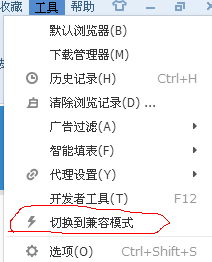 收藏 工具 帮助
默认浏览器(B)
下载管理器(M)
历史记录(H) Ctrl+H
清除浏览记录(D) ...
广告过滤(A)
智能填表(F)
代理设置(Y)
开发者工具(T) F12
切换到兼容模式
选项(O) Ctrl+Shift+S